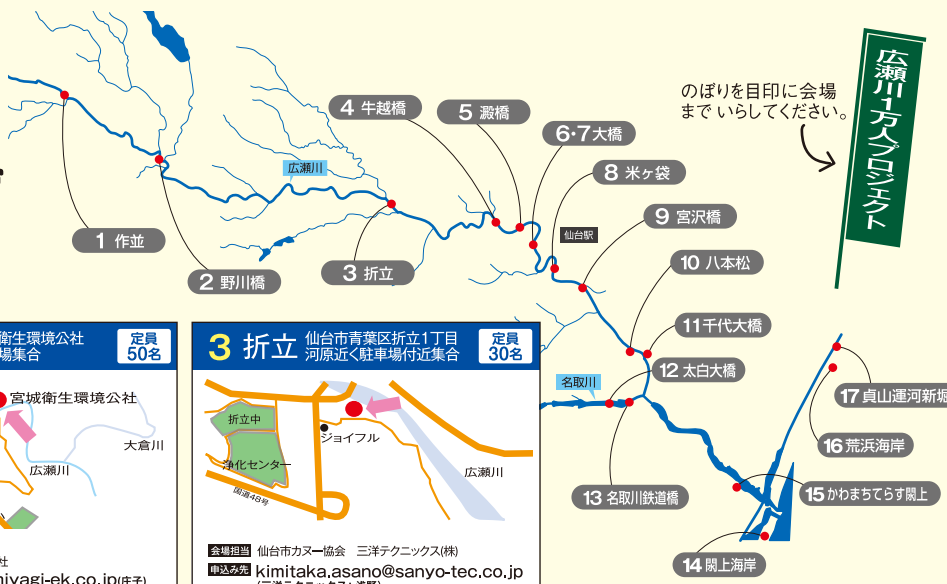 のぼりを目印に会場
まで いらしてください。
広瀬川1万人プロジェクト
4 牛越橋
5 澱橋
6・7 大橋
8 米ヶ袋
広瀬川
仙台駅
9 宮沢橋
1 作並
2 野川橋
3 折立
10 八本松
11 千代大橋
12 太白大橋
名取川
13 名取川鉄道橋
14 閖上海岸
15 かわまちてらす閖上
16 荒浜海岸
17 貞山運河新堀
衛生環境公社
場集合
定員
50名
宮城衛生環境公社
大倉川
広瀬川
社
miyagi-ek.co.jp(庄子)
3 折立
仙台市青葉区折立1丁目
河原近く駐車場付近集合
定員
30名
折立中
ジョイフル
浄化センター
国道48号
広瀬川
会場担当 仙台市カヌー協会 三洋テクニックス(株)
申込み先 kimitaka.asano@sanyo-tec.co.jp